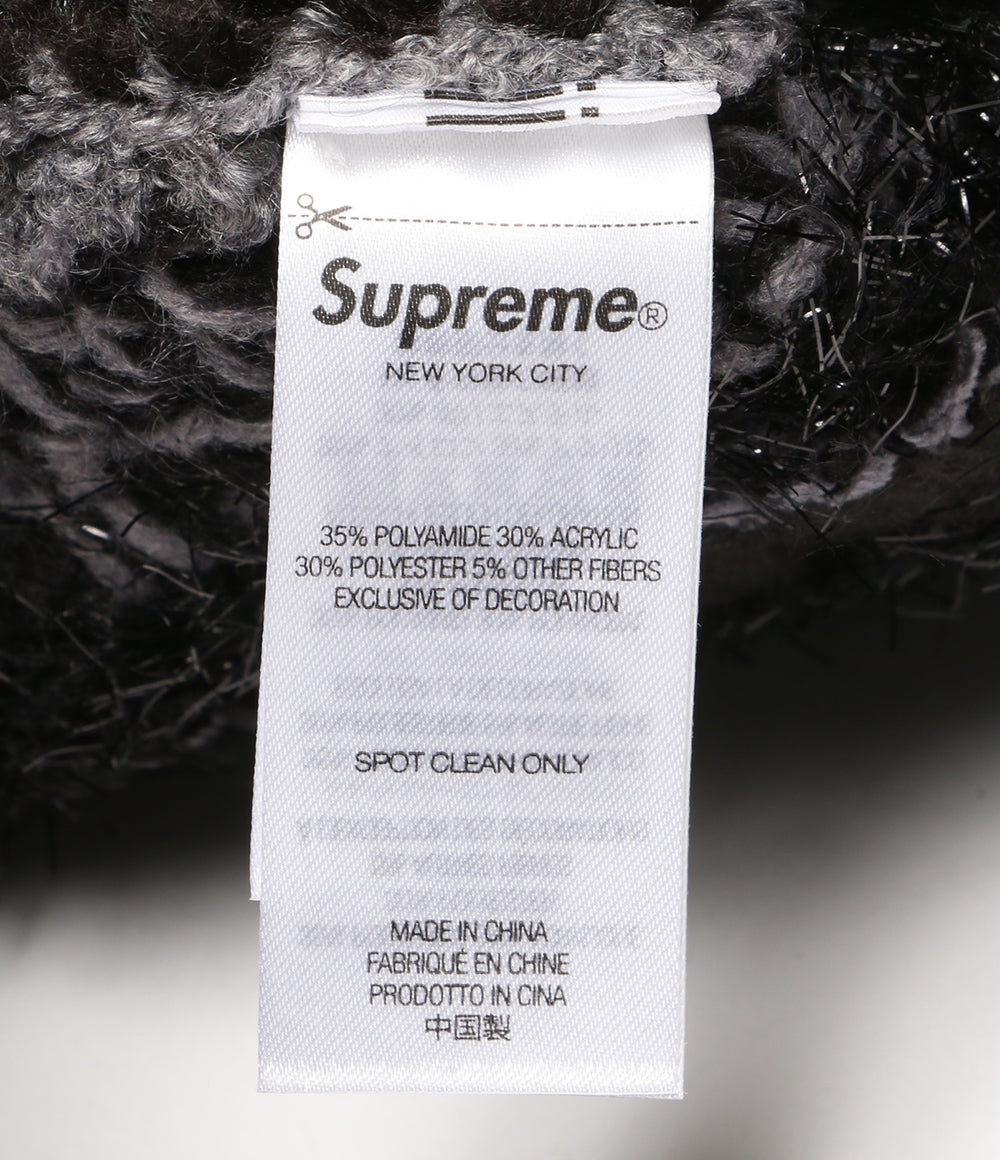 Supreme®
NEW YORK CITY
35% POLYAMIDE 30% ACRYLIC
30% POLYESTER 5% OTHER FIBERS
EXCLUSIVE OF DECORATION
SPOT CLEAN ONLY
MADE IN CHINA
FABRIQUÉ EN CHINE
PRODOTTO IN CINA
中国製